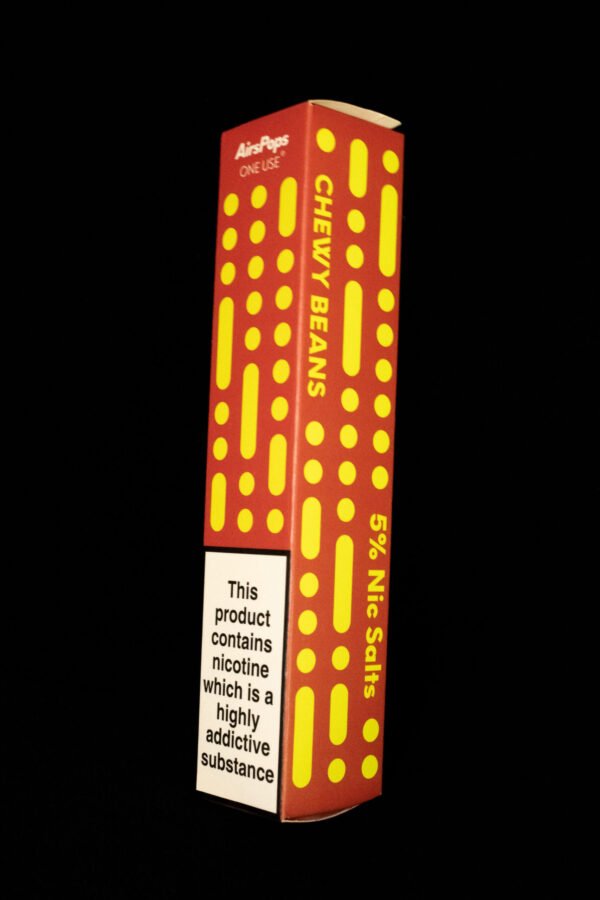 AirsPops
ONE USE®
CHEWY BEANS
5% Nic Salts
This
product
contains
nicotine
which is a
highly
addictive
substance